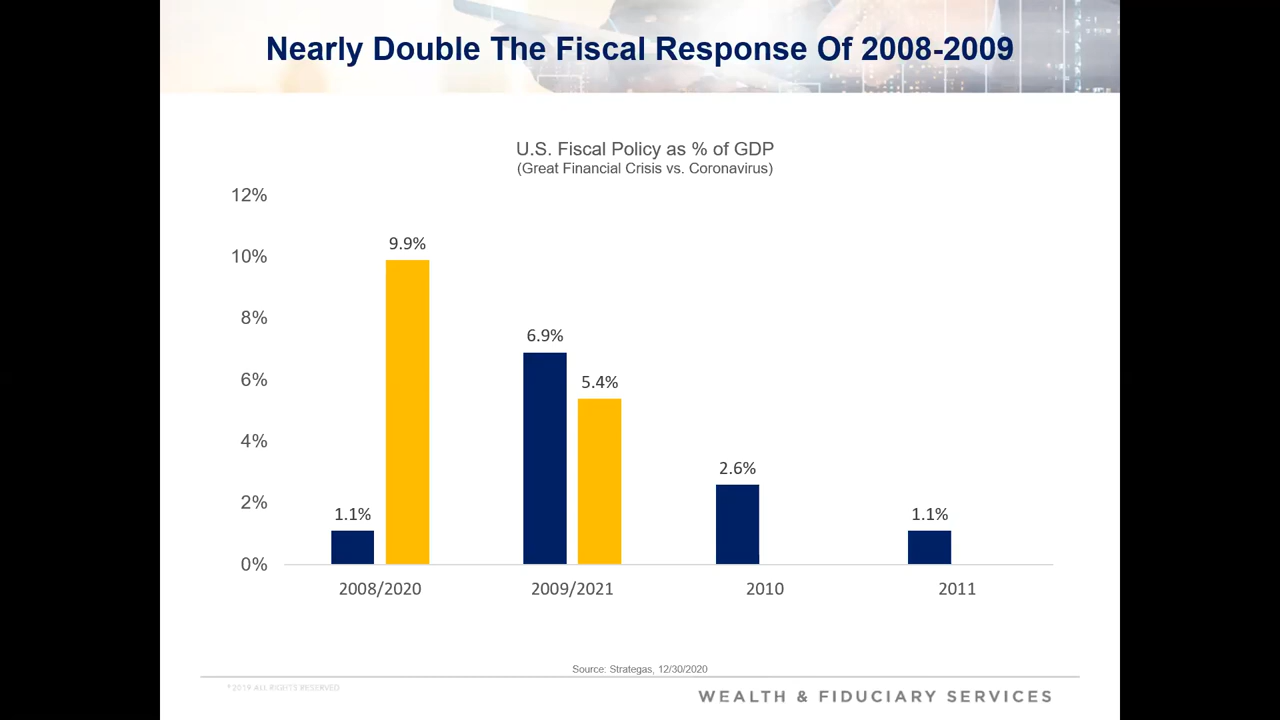 Nearly Double The Fiscal Response Of 2008-2009
U.S. Fiscal Policy as % of GDP
(Great Financial Crisis vs. Coronavirus)
12%
10%
8%
6%
4%
2%
0%
1.1%
9.9%
6.9%
5.4%
2.6%
1.1%
2008/2020
2009/2021
2010
2011
Source: Strategas, 12/30/2020
*2019 ALL RIGHTS RESERVED
WEALTH & FIDUCIARY SERVICES